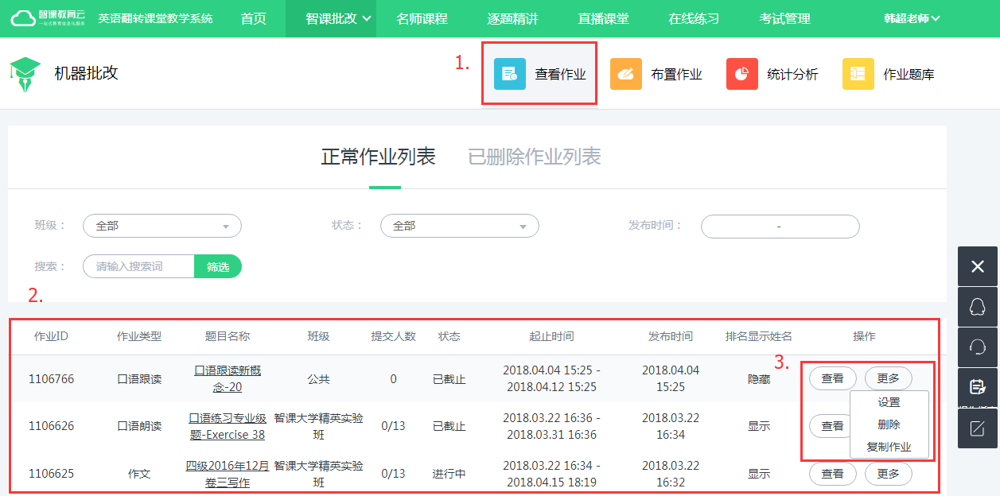 智课教育云
一站式教育信息化服务
英语翻转课堂教学系统 首页 智课批改 名师课程 逐题精讲 直播课堂 在线练习 考试管理 韩超老师
机器批改 1. 查看作业 布置作业 统计分析 作业题库
正常作业列表 已删除作业列表
班级： 全部 状态： 全部 发布时间： -
搜索： 请输入搜索词 筛选
2.
作业ID 作业类型 题目名称 班级 提交人数 状态 起止时间 发布时间 排名显示姓名 操作
3.
1106766 口语跟读 口语跟读新概 公共 0 已截止 2018.04.04 15:25 - 2018.04.04 隐藏 查看 更多
念-20 2018.04.12 15:25 15:25
设置
1106626 口语朗读 口语练习专业级 智课大学精英实验 0/13 已截止 2018.03.22 16:36 - 2018.03.22 显示 查看 删除
题-Exercise 38 班 2018.03.31 16:36 16:34
复制作业
1106625 作文 四级2016年12月 智课大学精英实验 0/13 进行中 2018.03.22 16:34 - 2018.03.22 显示 查看 更多
卷三写作 班 2018.04.15 18:19 16:32